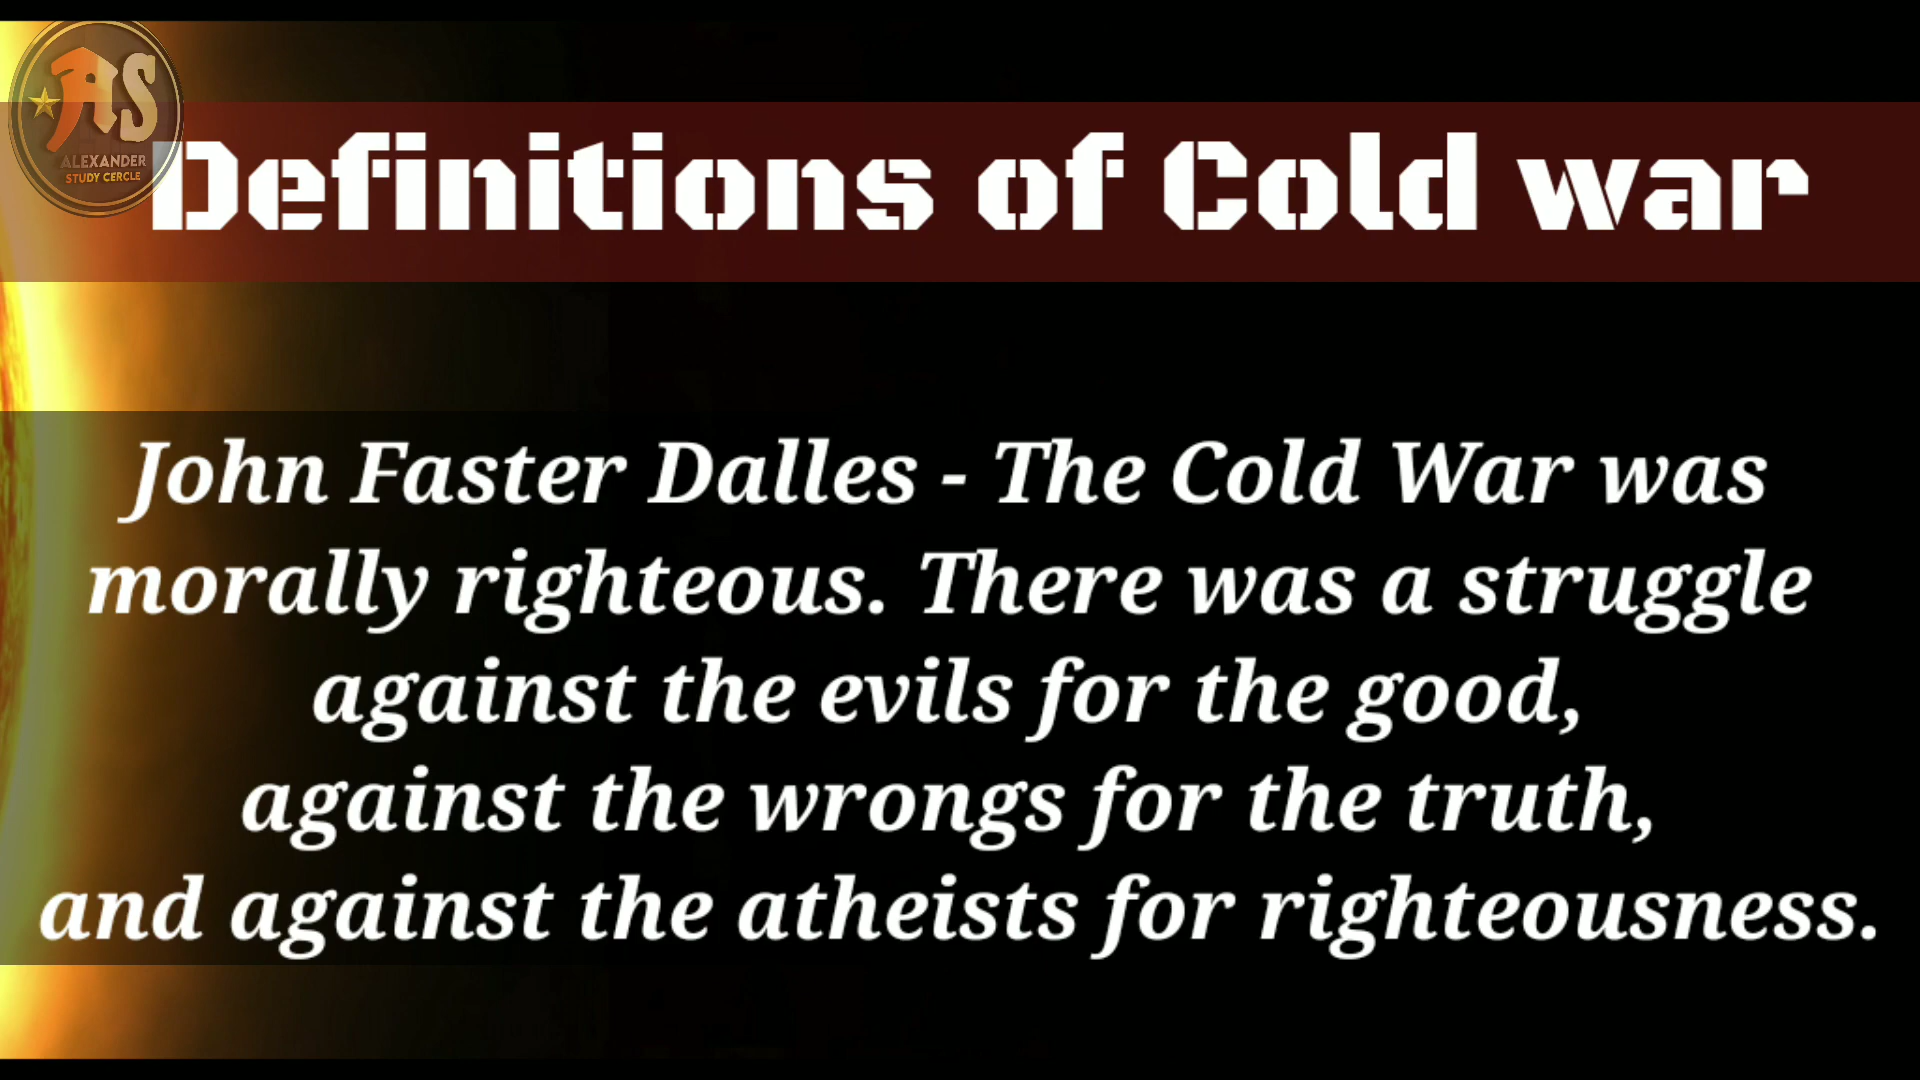 AS
ALEXANDER
STUDY CERCLE
Definitions of Cold war
John Faster Dalles - The Cold War was
morally righteous. There was a struggle
against the evils for the good,
against the wrongs for the truth,
and against the atheists for righteousness.